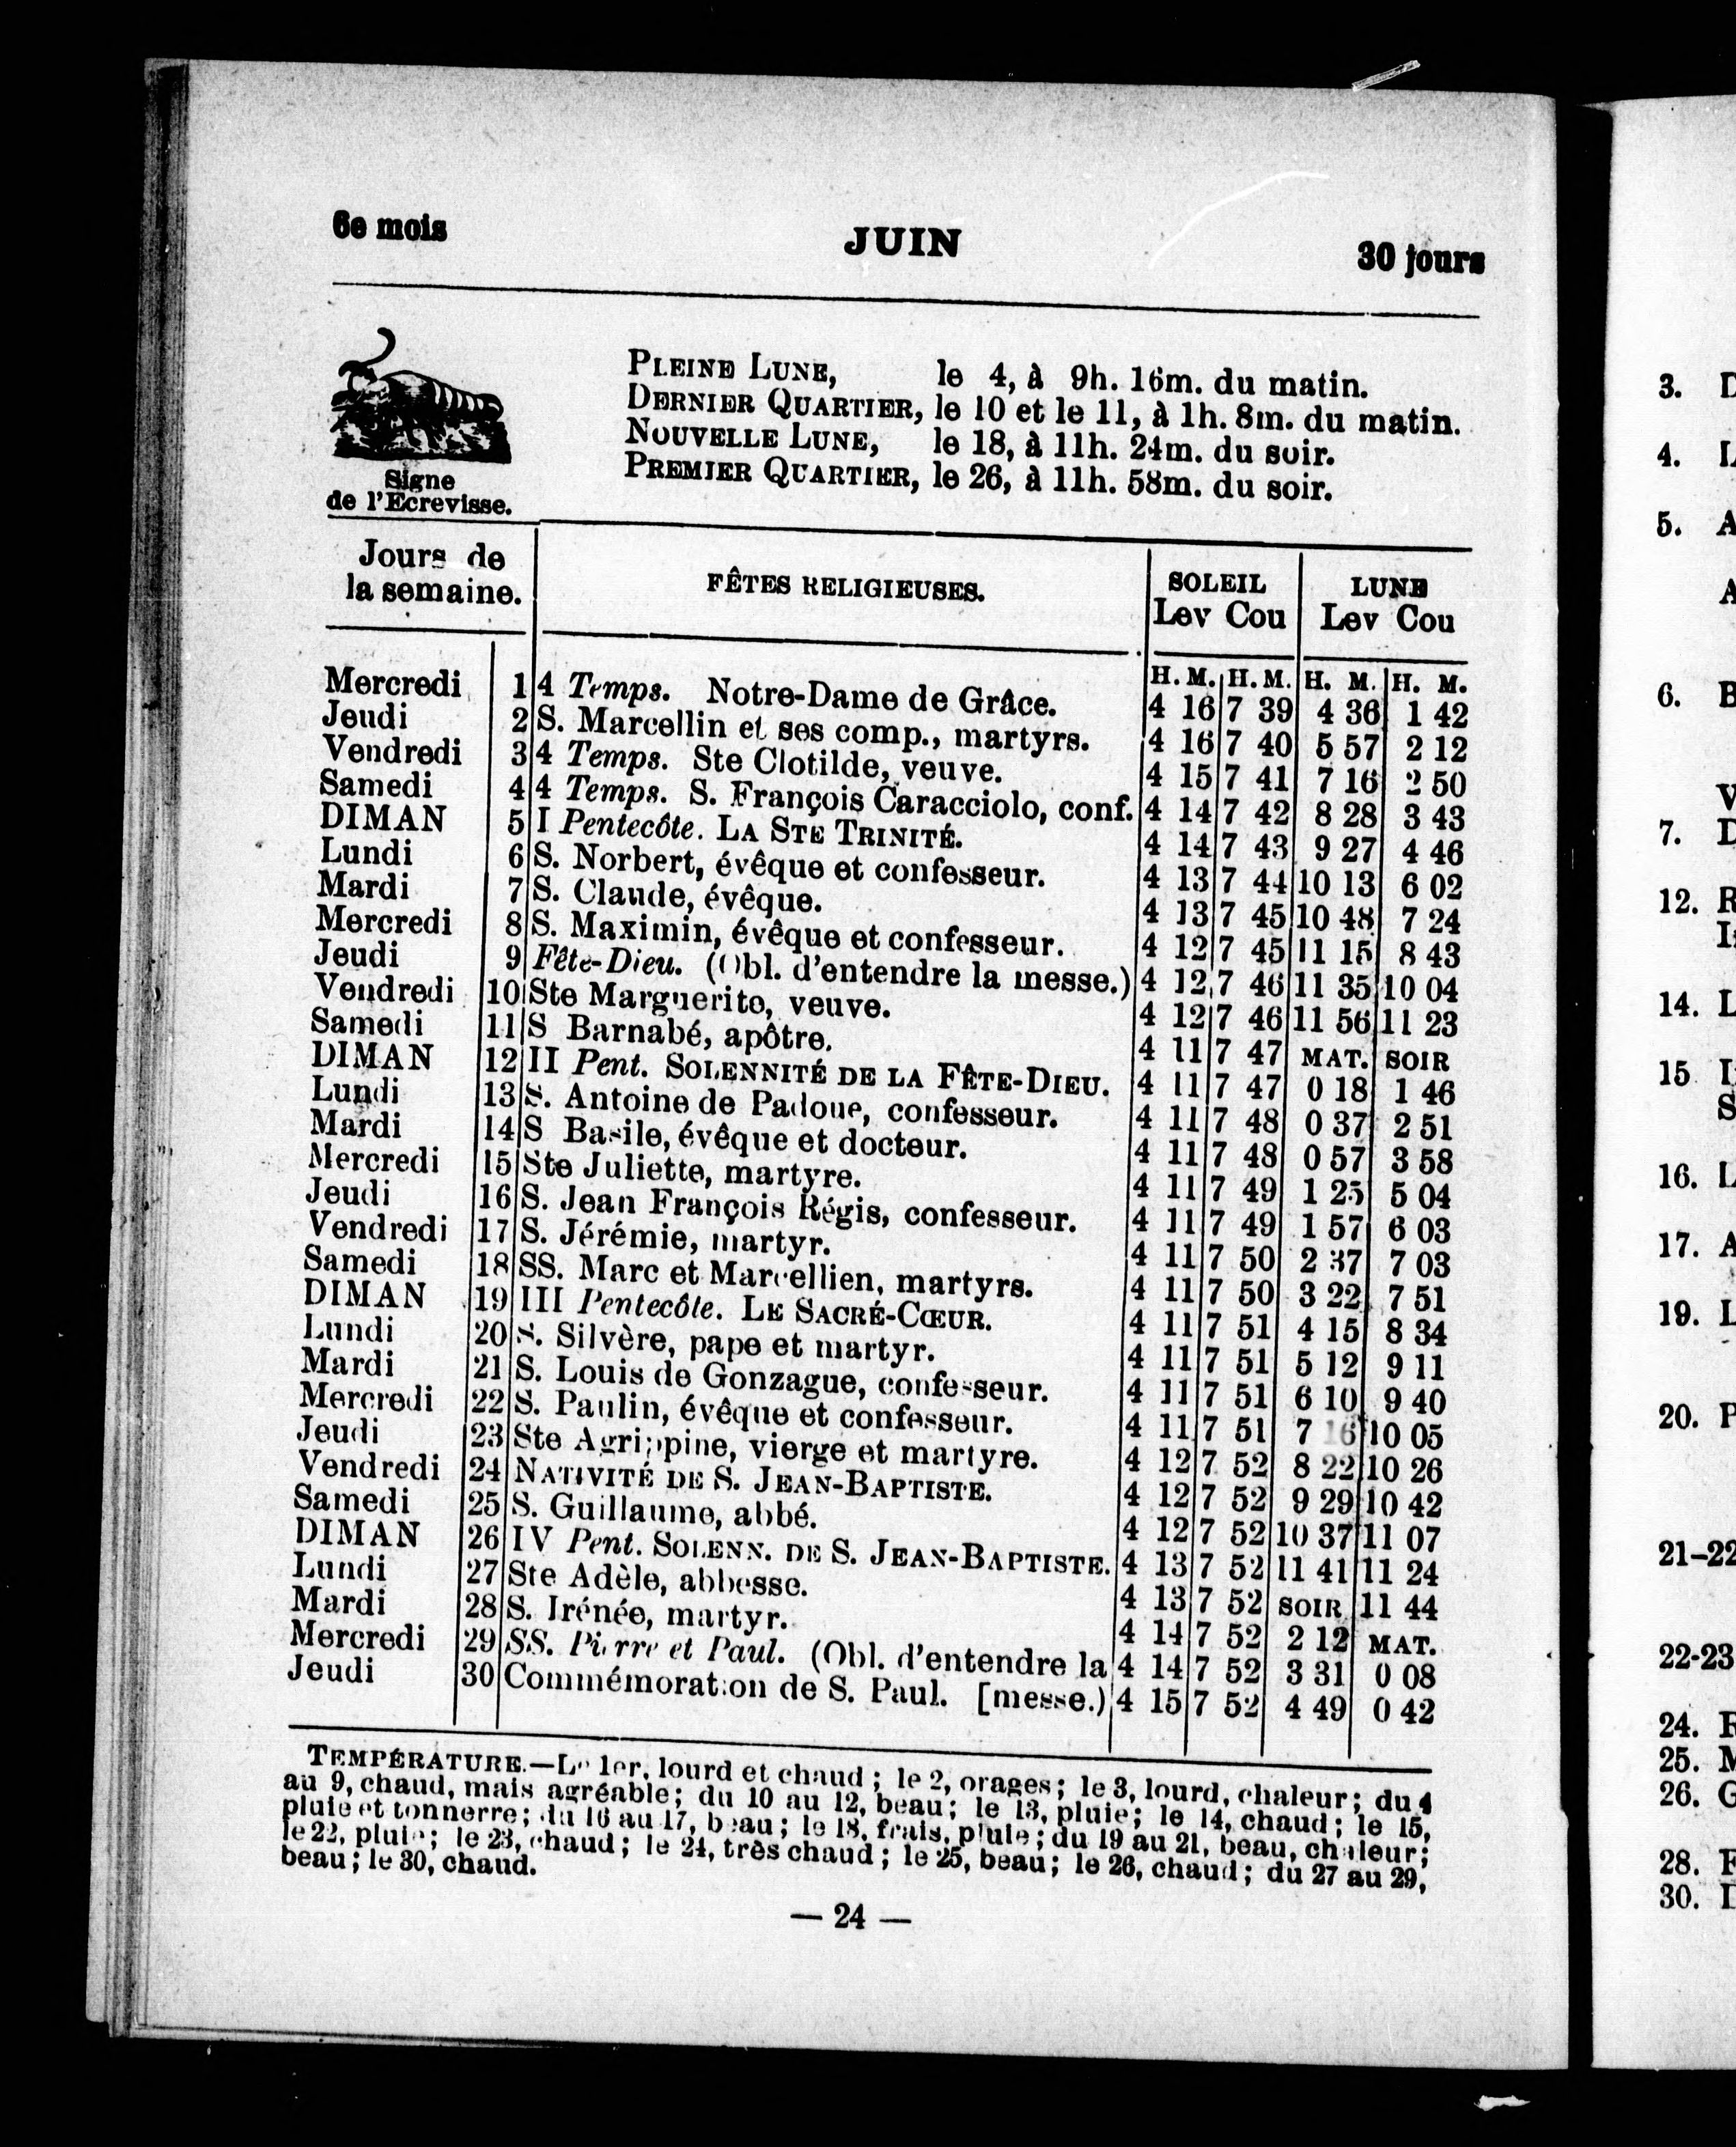 6e mois JUIN 30 jours
Signe
de l'Ecrevisse.
PLEINE LUNE, le 4, à 9h. 16m. du matin.
DERNIER QUARTIER, le 10 et le 11, à 1h. 8m. du matin.
NOUVELLE LUNE, le 18, à 11h. 24m. du soir.
PREMIER QUARTIER, le 26, à 11h. 58m. du soir.
Jours de la semaine. FÊTES RELIGIEUSES. SOLEIL Lev Cou LUNE Lev Cou
H. M. H. M. H. M. H. M.
Mercredi 1 4 Temps. Notre-Dame de Grâce. 4 16 7 39 4 36 1 42
Jeudi 2 S. Marcellin et ses comp., martyrs. 4 16 7 40 5 57 2 12
Vendredi 3 4 Temps. Ste Clotilde, veuve. 4 15 7 41 7 16 2 50
Samedi 4 4 Temps. S. François Caracciolo, conf. 4 14 7 42 8 28 3 43
DIMAN 5 I Pentecôte. LA STE TRINITÉ. 4 14 7 43 9 27 4 46
Lundi 6 S. Norbert, évêque et confesseur. 4 13 7 44 10 13 6 02
Mardi 7 S. Claude, évêque. 4 13 7 45 10 48 7 24
Mercredi 8 S. Maximin, évêque et confesseur. 4 12 7 45 11 15 8 43
Jeudi 9 Fête-Dieu. (Obl. d'entendre la messe.) 4 12 7 46 11 35 10 04
Vendredi 10 Ste Marguerite, veuve. 4 12 7 46 11 56 11 23
Samedi 11 S Barnabé, apôtre. 4 11 7 47 MAT. SOIR
DIMAN 12 II Pent. SOLENNITÉ DE LA FÊTE-DIEU. 4 11 7 47 0 18 1 46
Lundi 13 S. Antoine de Padoue, confesseur. 4 11 7 48 0 37 2 51
Mardi 14 S Basile, évêque et docteur. 4 11 7 48 0 57 3 58
Mercredi 15 Ste Juliette, martyre. 4 11 7 49 1 25 5 04
Jeudi 16 S. Jean François Régis, confesseur. 4 11 7 49 1 57 6 03
Vendredi 17 S. Jérémie, martyr. 4 11 7 50 2 37 7 03
Samedi 18 SS. Marc et Marcellien, martyrs. 4 11 7 50 3 22 7 51
DIMAN 19 III Pentecôte. LE SACRÉ-CŒUR. 4 11 7 51 4 15 8 34
Lundi 20 S. Silvère, pape et martyr. 4 11 7 51 5 12 9 11
Mardi 21 S. Louis de Gonzague, confesseur. 4 11 7 51 6 10 9 40
Mercredi 22 S. Paulin, évêque et confesseur. 4 11 7 51 7 16 10 05
Jeudi 23 Ste Agrippine, vierge et martyre. 4 12 7 52 8 22 10 26
Vendredi 24 NATIVITÉ DE S. JEAN-BAPTISTE. 4 12 7 52 9 29 10 42
Samedi 25 S. Guillaume, abbé. 4 12 7 52 10 37 11 07
DIMAN 26 IV Pent. SOLENN. DE S. JEAN-BAPTISTE. 4 13 7 52 11 41 11 24
Lundi 27 Ste Adèle, abbesse. 4 13 7 52 SOIR 11 44
Mardi 28 S. Irénée, martyr. 4 14 7 52 2 12 MAT.
Mercredi 29 SS. Pierre et Paul. (Obl. d'entendre la 4 14 7 52 3 31 0 08
Jeudi 30 Commémoration de S. Paul. [messe.) 4 15 7 52 4 49 0 42
TEMPÉRATURE.—Le 1er, lourd et chaud ; le 2, orages; le 3, lourd, chaleur; du 4
au 9, chaud, mais agréable; du 10 au 12, beau; le 13, pluie; le 14, chaud; le 15,
pluie et tonnerre; du 16 au 17, beau; le 18, frais, pluie; du 19 au 21, beau, chaleur;
le 22, pluie; le 23, chaud; le 24, très chaud; le 25, beau; le 26, chaud; du 27 au 29,
beau; le 30, chaud.
— 24 —
3.
4.
5. A
A
6. B
V
7.
12.
14. L
15
S
16.
17. A
19. L
20. P
21-22
22-23
24.
25. M
26. G
28. F
30.